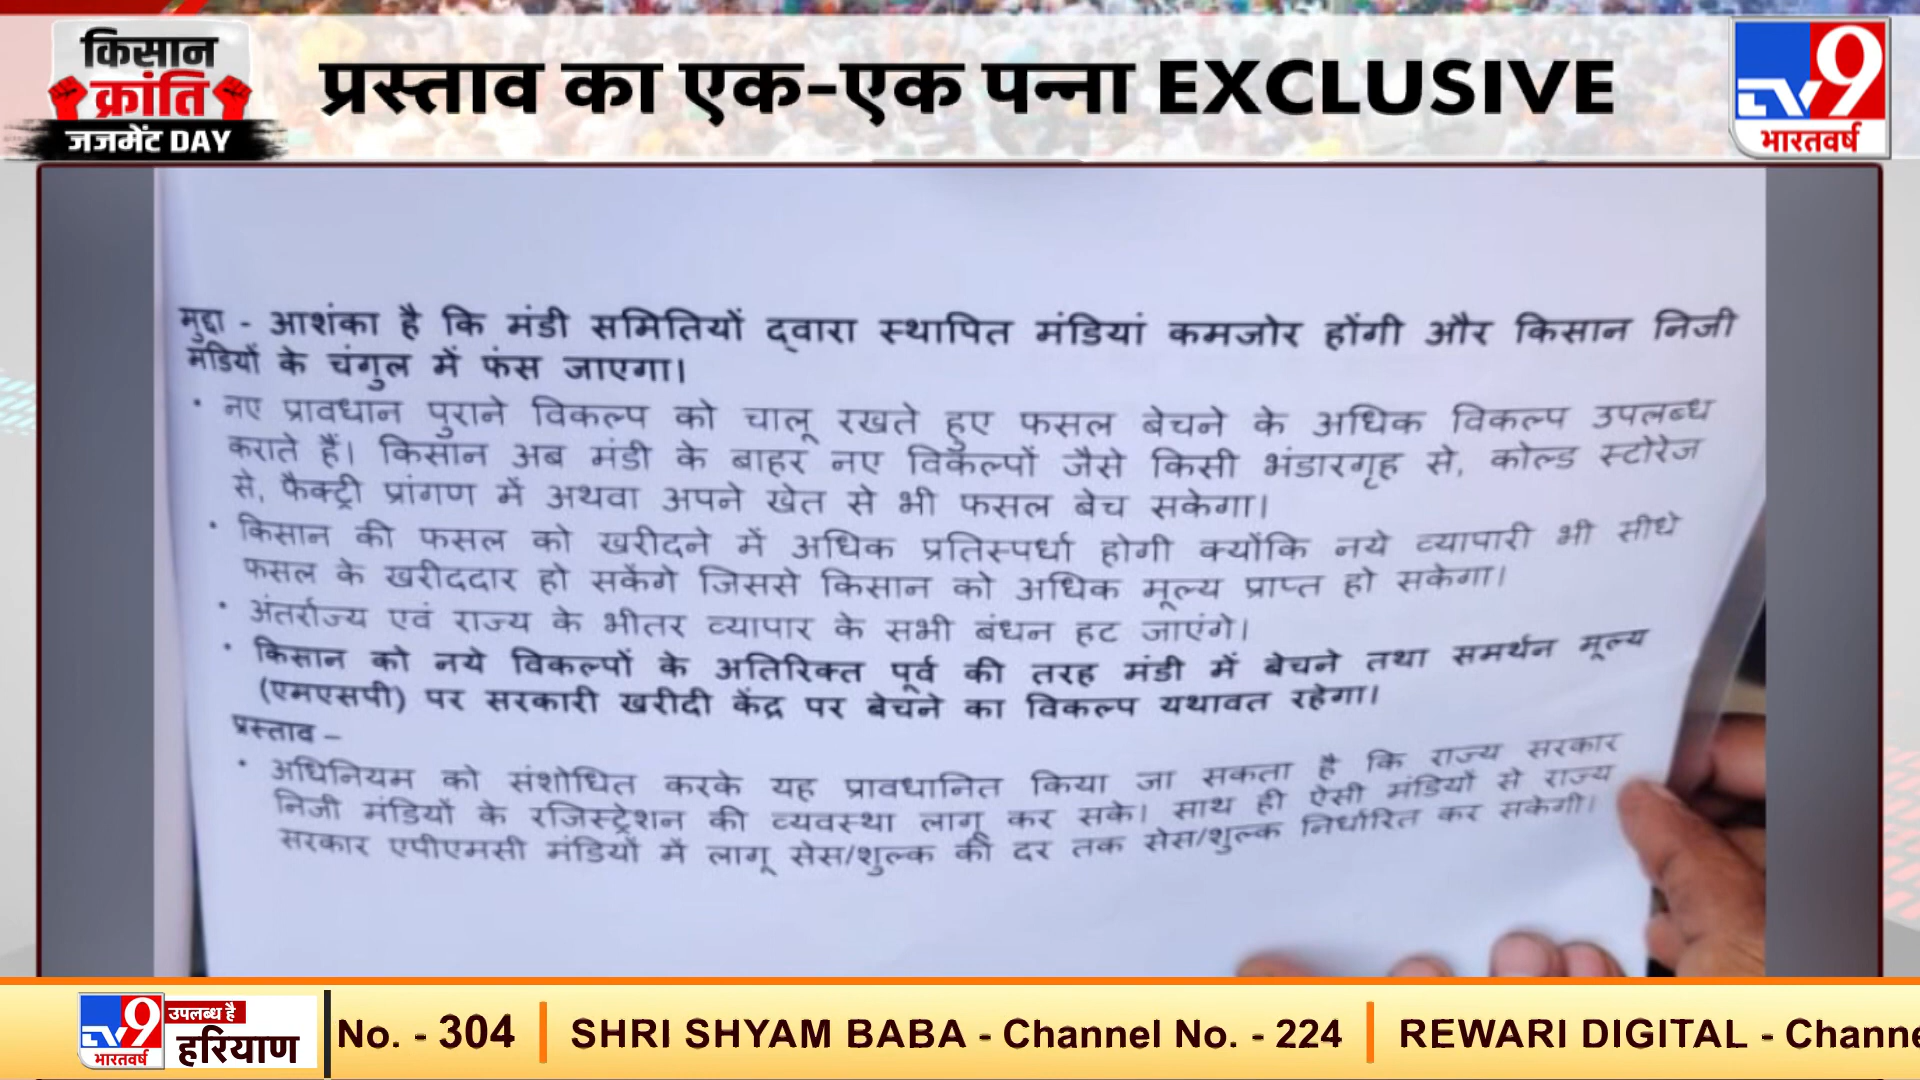 किसान
क्रांति
जजमेंट DAY
प्रस्ताव का एक-एक पन्ना EXCLUSIVE
TV9
भारतवर्ष
मुद्दा - आशंका है कि मंडी समितियों द्वारा स्थापित मंडियां कमजोर होंगी और किसान निजी
मंडियों के चंगुल में फंस जाएगा।
• नए प्रावधान पुराने विकल्प को चालू रखते हुए फसल बेचने के अधिक विकल्प उपलब्ध
कराते हैं। किसान अब मंडी के बाहर नए विकल्पों जैसे किसी भंडारगृह से, कोल्ड स्टोरेज
से, फैक्ट्री प्रांगण में अथवा अपने खेत से भी फसल बेच सकेगा।
• किसान की फसल को खरीदने में अधिक प्रतिस्पर्धा होगी क्योंकि नये व्यापारी भी सीधे
फसल के खरीददार हो सकेंगे जिससे किसान को अधिक मूल्य प्राप्त हो सकेगा।
• अंतर्राज्य एवं राज्य के भीतर व्यापार के सभी बंधन हट जाएंगे।
• किसान को नये विकल्पों के अतिरिक्त पूर्व की तरह मंडी में बेचने तथा समर्थन मूल्य
(एमएसपी) पर सरकारी खरीदी केंद्र पर बेचने का विकल्प यथावत रहेगा।
प्रस्ताव –
• अधिनियम को संशोधित करके यह प्रावधानित किया जा सकता है कि राज्य सरकार
निजी मंडियों के रजिस्ट्रेशन की व्यवस्था लागू कर सके। साथ ही ऐसी मंडियों से राज्य
सरकार एपीएमसी मंडियों में लागू सेस/शुल्क की दर तक सेस/शुल्क निर्धारित कर सकेगी।
TV9
भारतवर्ष
उपलब्ध है
हरियाणा
No. - 304 | SHRI SHYAM BABA - Channel No. - 224 | REWARI DIGITAL - Channe